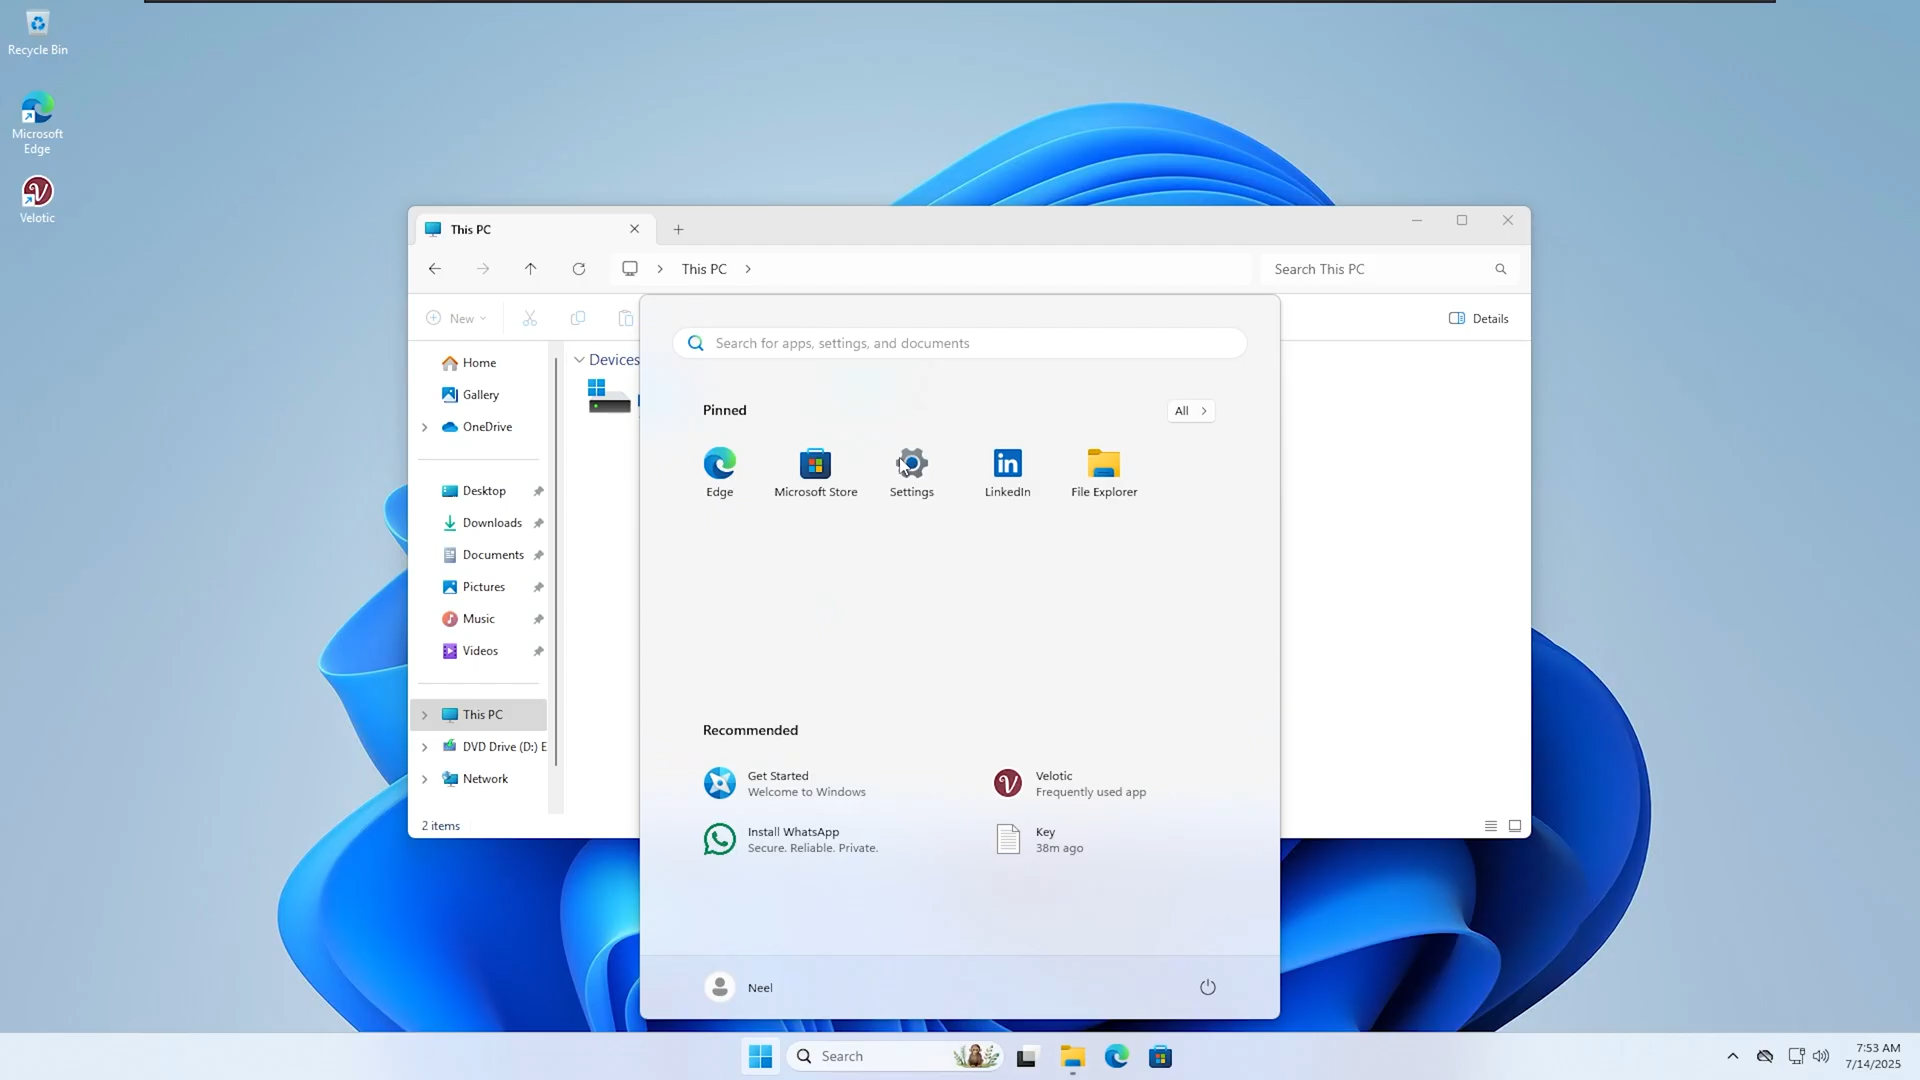 Recycle Bin
Microsoft
Edge
Velotic
This PC
This PC
Search This PC
New
Details
Home
Gallery
OneDrive
Desktop
Downloads
Documents
Pictures
Music
Videos
This PC
DVD Drive (D:) E
Network
2 items
Devices
Search for apps, settings, and documents
Pinned
All
Edge
Microsoft Store
Settings
LinkedIn
File Explorer
Recommended
Get Started
Welcome to Windows
Velotic
Frequently used app
Install WhatsApp
Secure. Reliable. Private.
Key
38m ago
Neel
Search
7:53 AM
7/14/2025